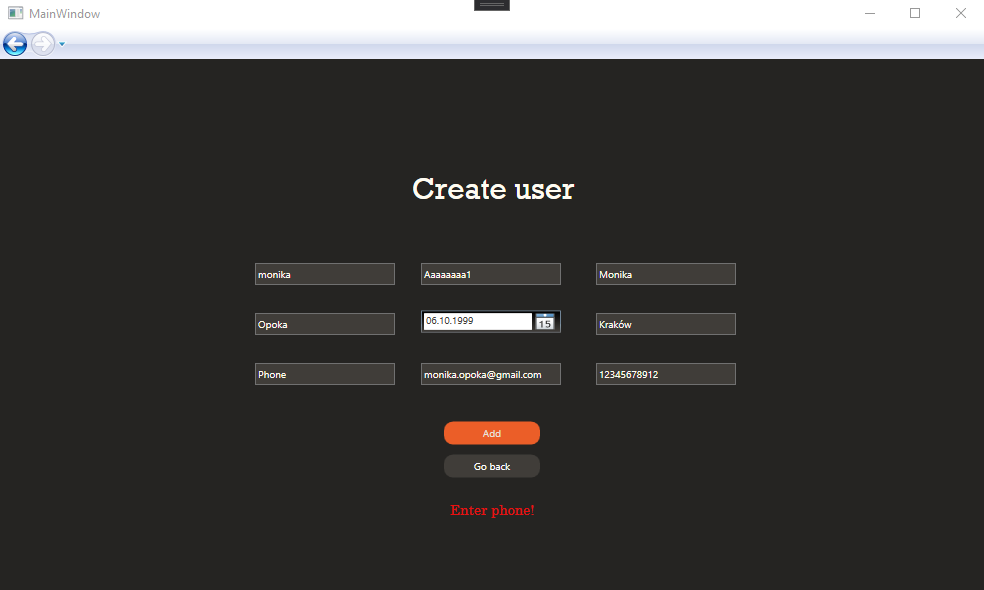 MainWindow
Create user
monika Aaaaaaaa1 Monika
Opoka 06.10.1999 15 Kraków
Phone monika.opoka@gmail.com 12345678912
Add
Go back
Enter phone!